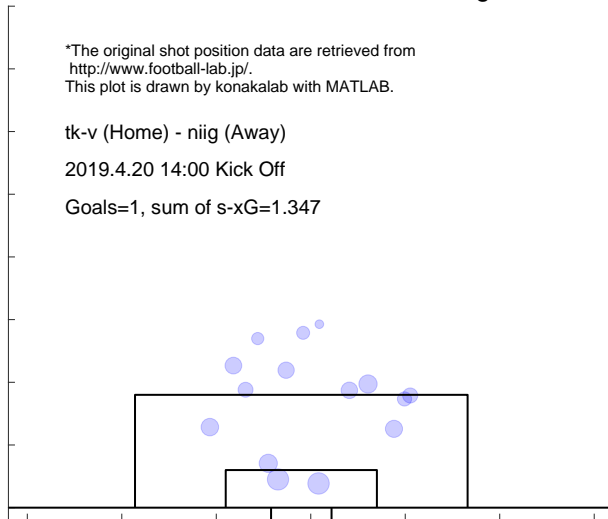 *The original shot position data are retrieved from
http://www.football-lab.jp/.
This plot is drawn by konakalab with MATLAB.
tk-v (Home) - niig (Away)
2019.4.20 14:00 Kick Off
Goals=1, sum of s-xG=1.347